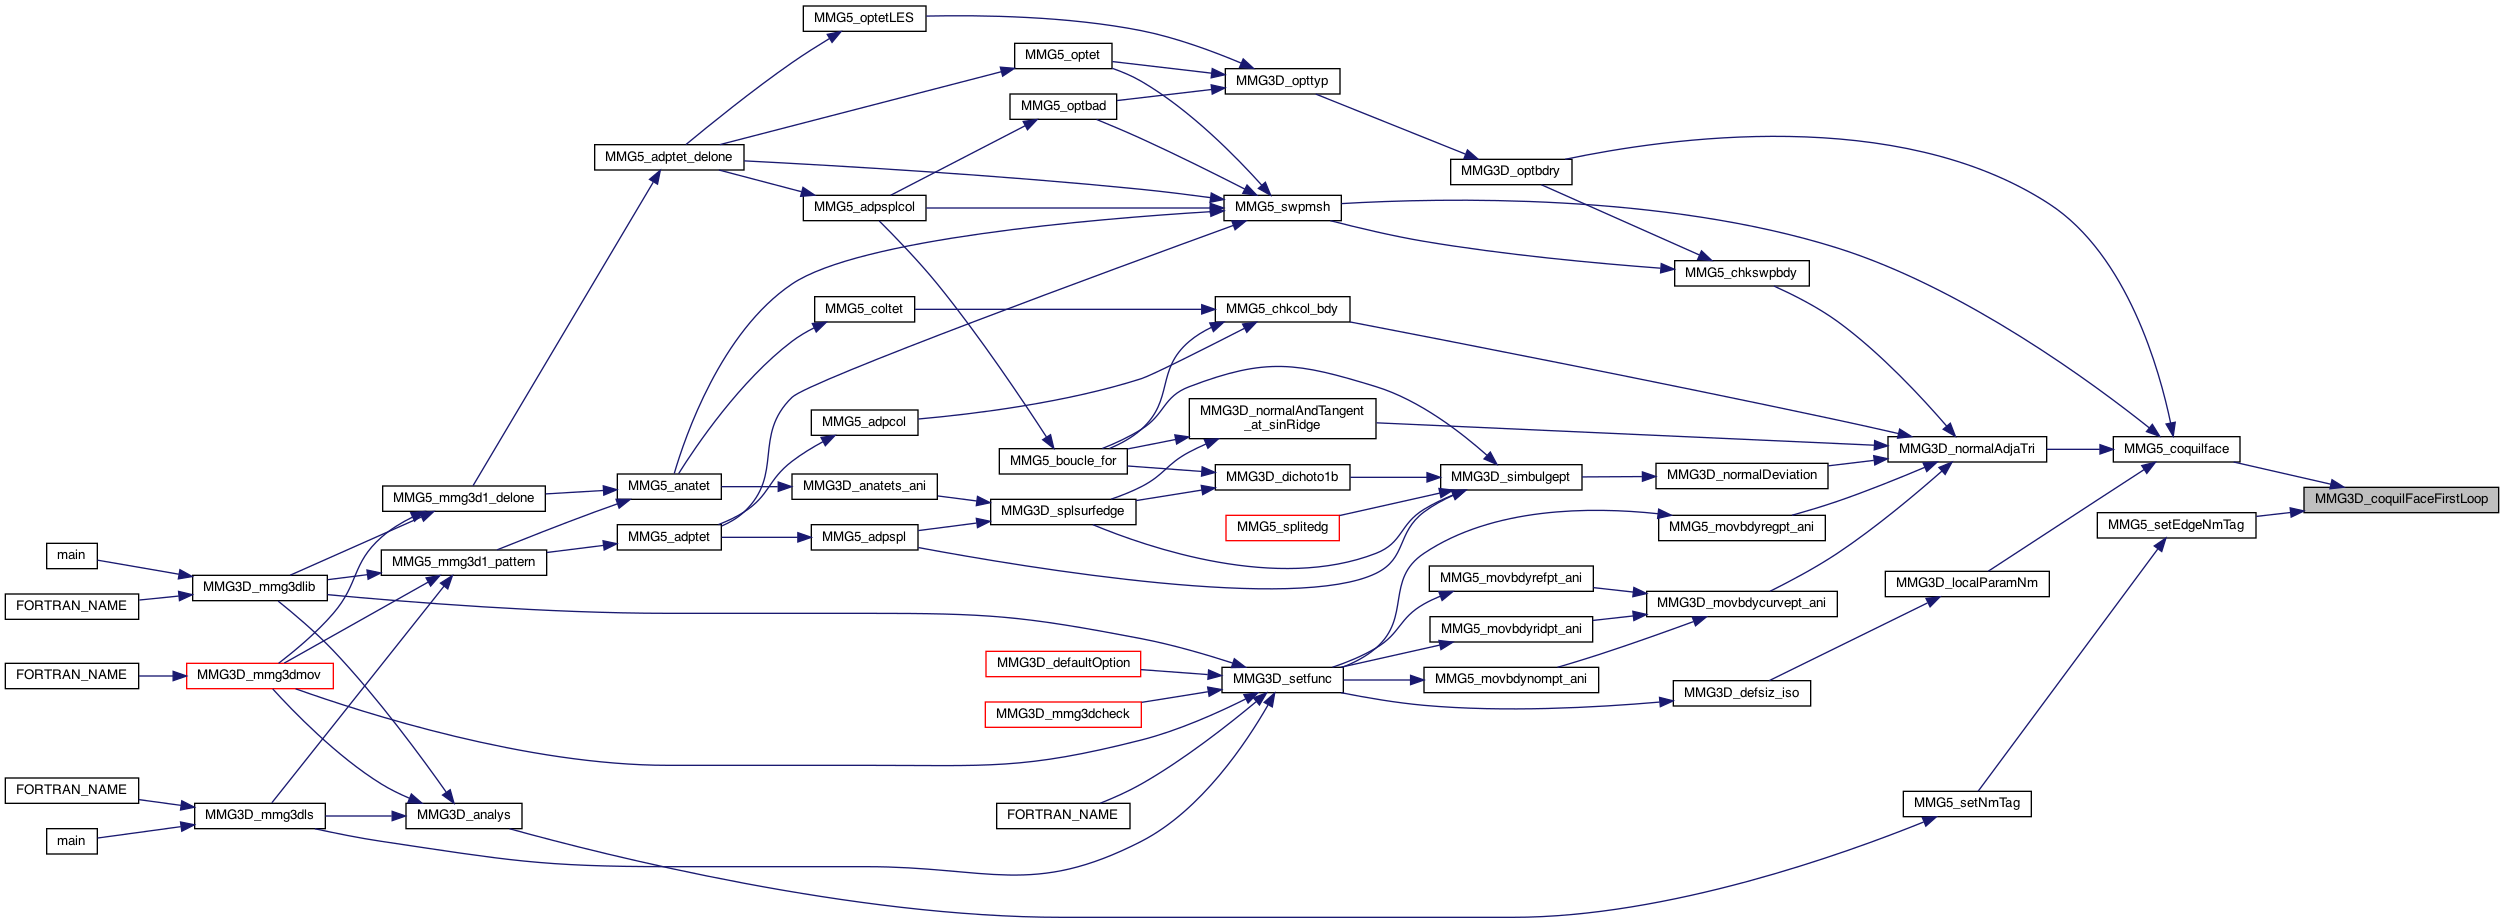 MMG5_optetLES
MMG5_optet
MMG3D_opttyp
MMG5_optbad
MMG5_adptet_delone
MMG3D_optbdry
MMG5_adpsplcol
MMG5_swpmsh
MMG5_chkswpbdy
MMG5_coltet
MMG5_chkcol_bdy
MMG5_adpcol
MMG3D_normalAndTangent
_at_sinRidge
MMG3D_normalAdjaTri
MMG5_coquilface
MMG5_boucle_for
MMG3D_normalDeviation
MMG3D_dichoto1b
MMG3D_simbulgept
MMG5_anatet
MMG3D_anatets_ani
MMG5_mmg3d1_delone
MMG3D_coquilFaceFirstLoop
MMG3D_splsurfedge
MMG5_splitedg
MMG5_movbdyregpt_ani
MMG5_setEdgeNmTag
MMG5_adptet
MMG5_adpspl
main
MMG5_mmg3d1_pattern
MMG3D_mmg3dlib
MMG5_movbdyrefpt_ani
MMG3D_localParamNm
FORTRAN_NAME
MMG3D_movbdycurvept_ani
MMG5_movbdyridpt_ani
MMG3D_defaultOption
FORTRAN_NAME
MMG3D_mmg3dmov
MMG3D_setfunc
MMG5_movbdynompt_ani
MMG3D_defsiz_iso
MMG3D_mmg3dcheck
FORTRAN_NAME
MMG5_setNmTag
MMG3D_mmg3dls
MMG3D_analys
FORTRAN_NAME
main